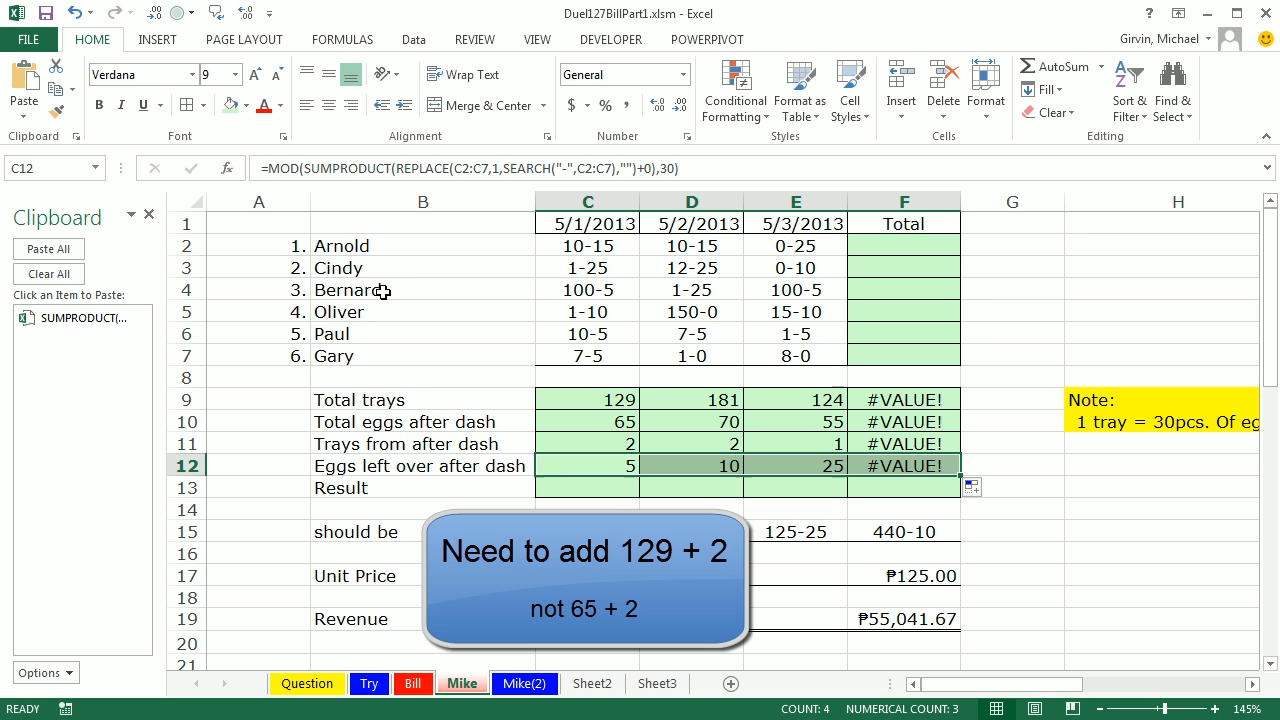 Duel127BillPart1.xlsm - Excel
FILE HOME INSERT PAGE LAYOUT FORMULAS Data REVIEW VIEW DEVELOPER POWERPIVOT Girvin, Michael
Paste
Clipboard
Verdana 9
B I U
Font
Wrap Text
Merge & Center
Alignment
General
$ % ,
Number
Conditional Formatting
Format as Table
Cell Styles
Styles
Insert Delete Format
Cells
AutoSum
Fill
Clear
Sort & Filter
Find & Select
Editing
C12 fx =MOD(SUMPRODUCT(REPLACE(C2:C7,1,SEARCH("-",C2:C7),"")+0),30)
Clipboard
Paste All
Clear All
Click an Item to Paste:
SUMPRODUCT(...
Options
A B C D E F G H
1 5/1/2013 5/2/2013 5/3/2013 Total
2 1. Arnold 10-15 10-15 0-25
3 2. Cindy 1-25 12-25 0-10
4 3. Bernard 100-5 1-25 100-5
5 4. Oliver 1-10 150-0 15-10
6 5. Paul 10-5 7-5 1-5
7 6. Gary 7-5 1-0 8-0
8
9 Total trays 129 181 124 #VALUE! Note:
10 Total eggs after dash 65 70 55 #VALUE! 1 tray = 30pcs. Of eg
11 Trays from after dash 2 2 1 #VALUE!
12 Eggs left over after dash 5 10 25 #VALUE!
13 Result
14
15 should be 125-25 440-10
16
17 Unit Price ₱125.00
18
19 Revenue ₱55,041.67
20
21
Need to add 129 + 2
not 65 + 2
Question Try Bill Mike Mike(2) Sheet2 Sheet3
READY COUNT: 4 NUMERICAL COUNT: 3 145%